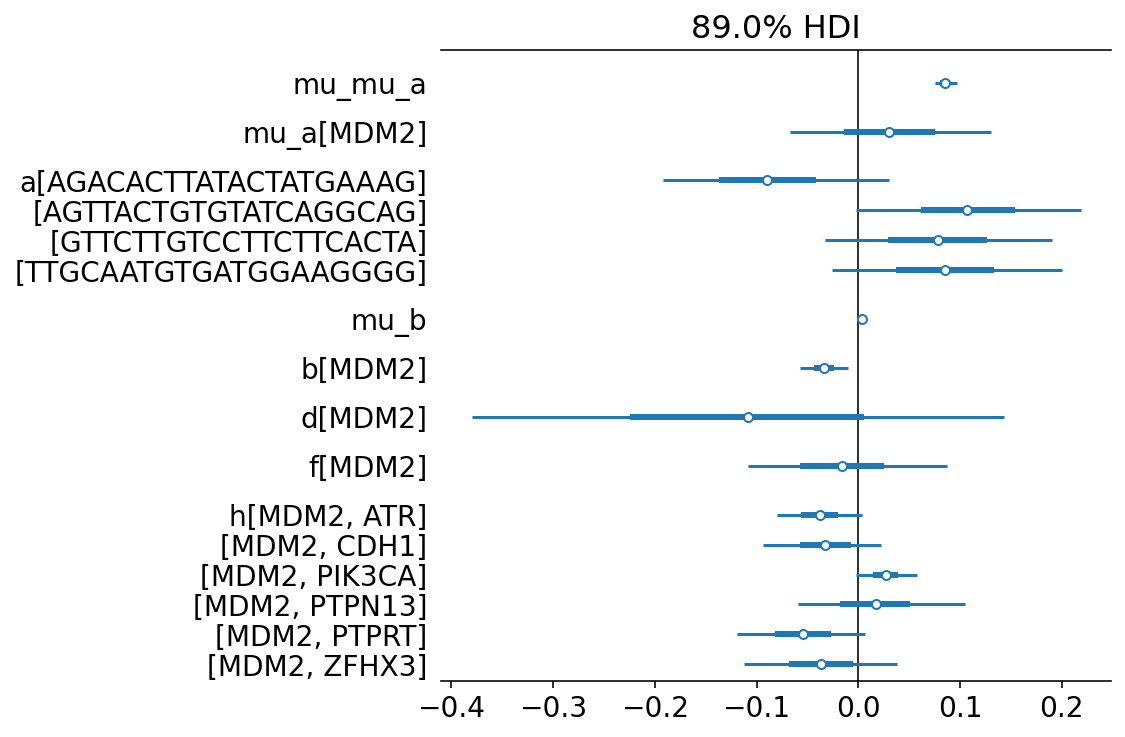 89.0% HDI
mu_mu_a
mu_a[MDM2]
a[AGACACTTATACTATGAAAG]
[AGTTACTGTGTATCAGGCAG]
[GTTCTTGTCCTTCTTCACTA]
[TTGCAATGTGATGGAAGGGG]
mu_b
b[MDM2]
d[MDM2]
f[MDM2]
h[MDM2, ATR]
[MDM2, CDH1]
[MDM2, PIK3CA]
[MDM2, PTPN13]
[MDM2, PTPRT]
[MDM2, ZFHX3]
−0.4 −0.3 −0.2 −0.1 0.0 0.1 0.2